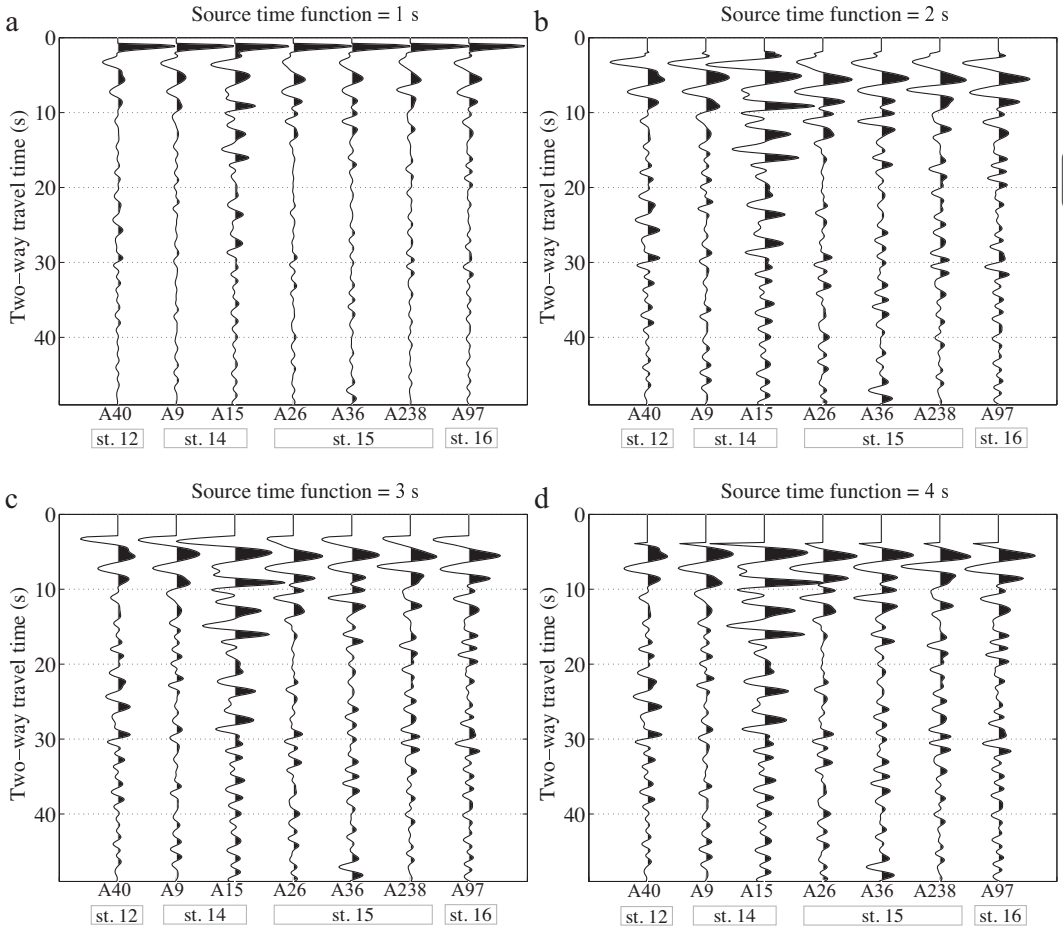 a
Source time function = 1 s
0
10
20
30
40
Two-way travel time (s)
A40 A9 A15 A26 A36 A238 A97
st. 12 st. 14 st. 15 st. 16
b
Source time function = 2 s
0
10
20
30
40
Two-way travel time (s)
A40 A9 A15 A26 A36 A238 A97
st. 12 st. 14 st. 15 st. 16
c
Source time function = 3 s
0
10
20
30
40
Two-way travel time (s)
A40 A9 A15 A26 A36 A238 A97
st. 12 st. 14 st. 15 st. 16
d
Source time function = 4 s
0
10
20
30
40
Two-way travel time (s)
A40 A9 A15 A26 A36 A238 A97
st. 12 st. 14 st. 15 st. 16